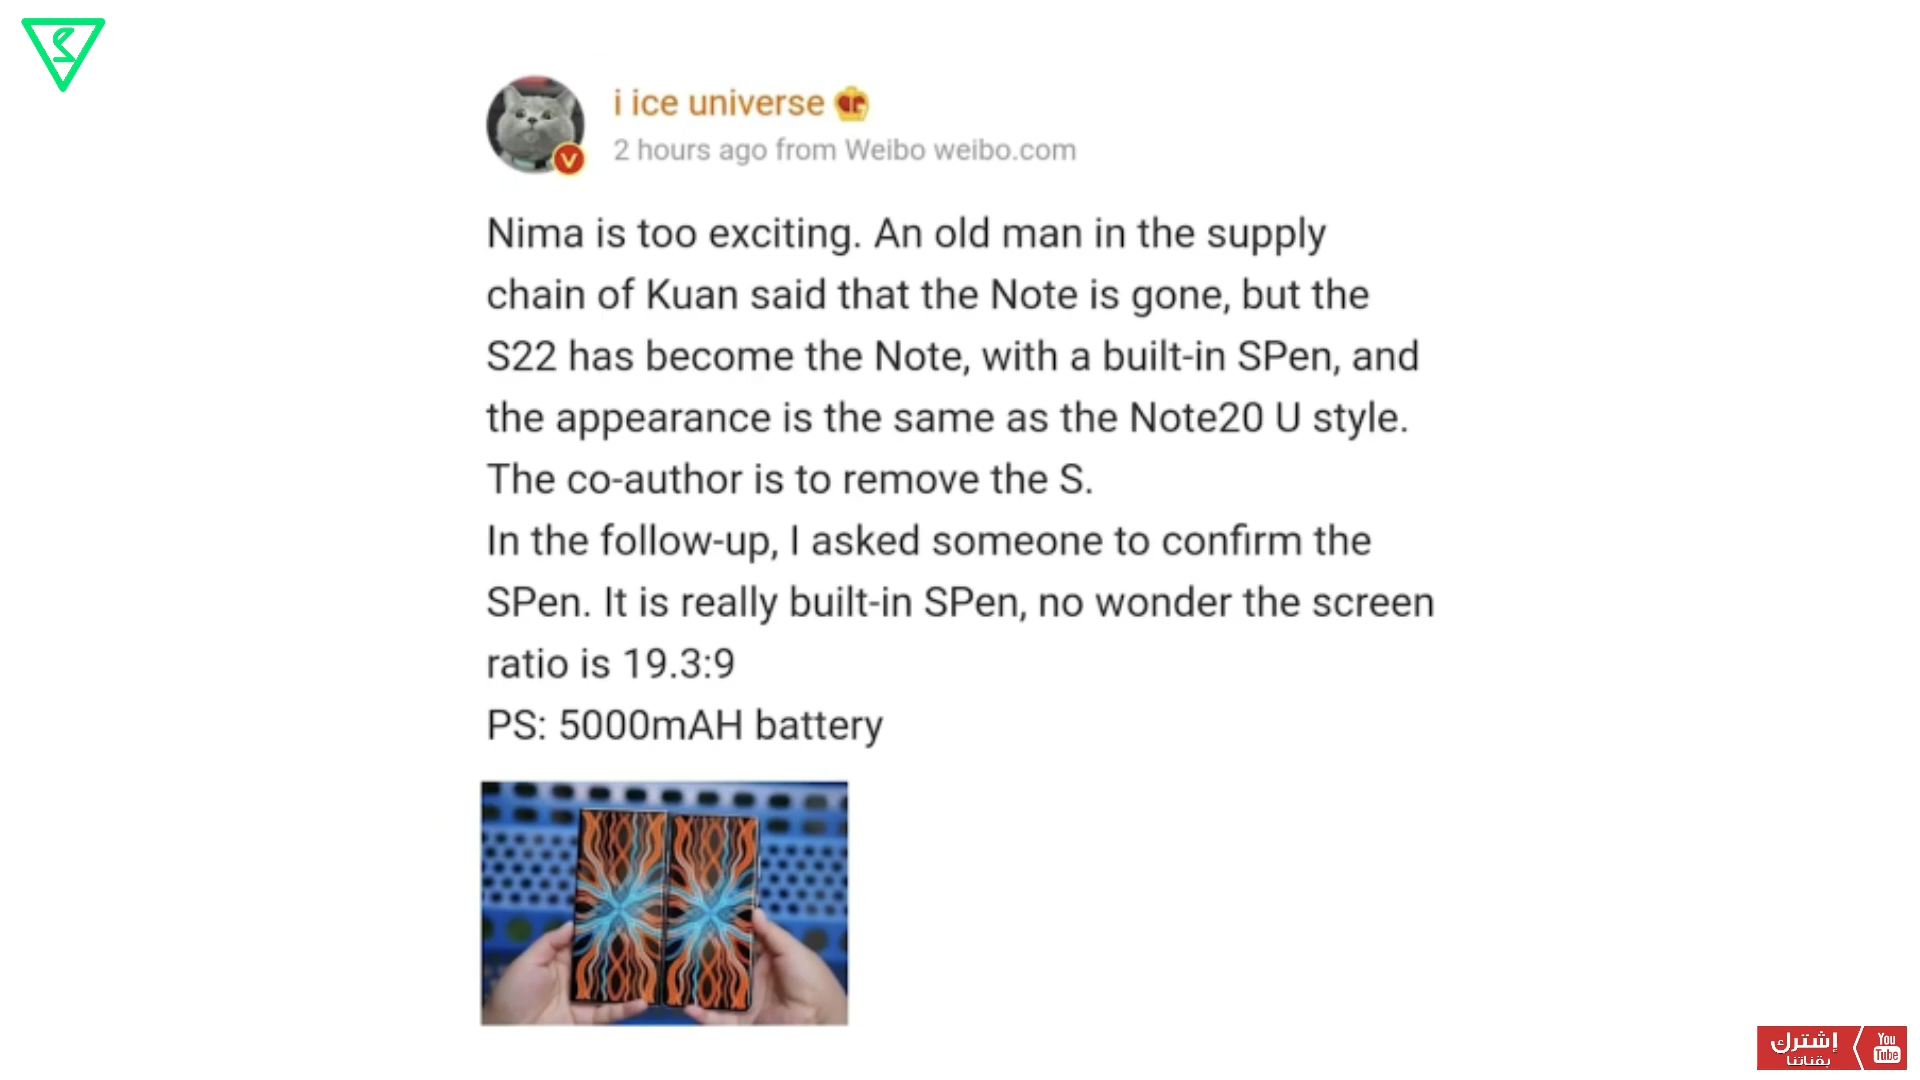 i ice universe
2 hours ago from Weibo weibo.com
Nima is too exciting. An old man in the supply
chain of Kuan said that the Note is gone, but the
S22 has become the Note, with a built-in SPen, and
the appearance is the same as the Note20 U style.
The co-author is to remove the S.
In the follow-up, I asked someone to confirm the
SPen. It is really built-in SPen, no wonder the screen
ratio is 19.3:9
PS: 5000mAH battery
إشترك
بقناتنا
You
Tube